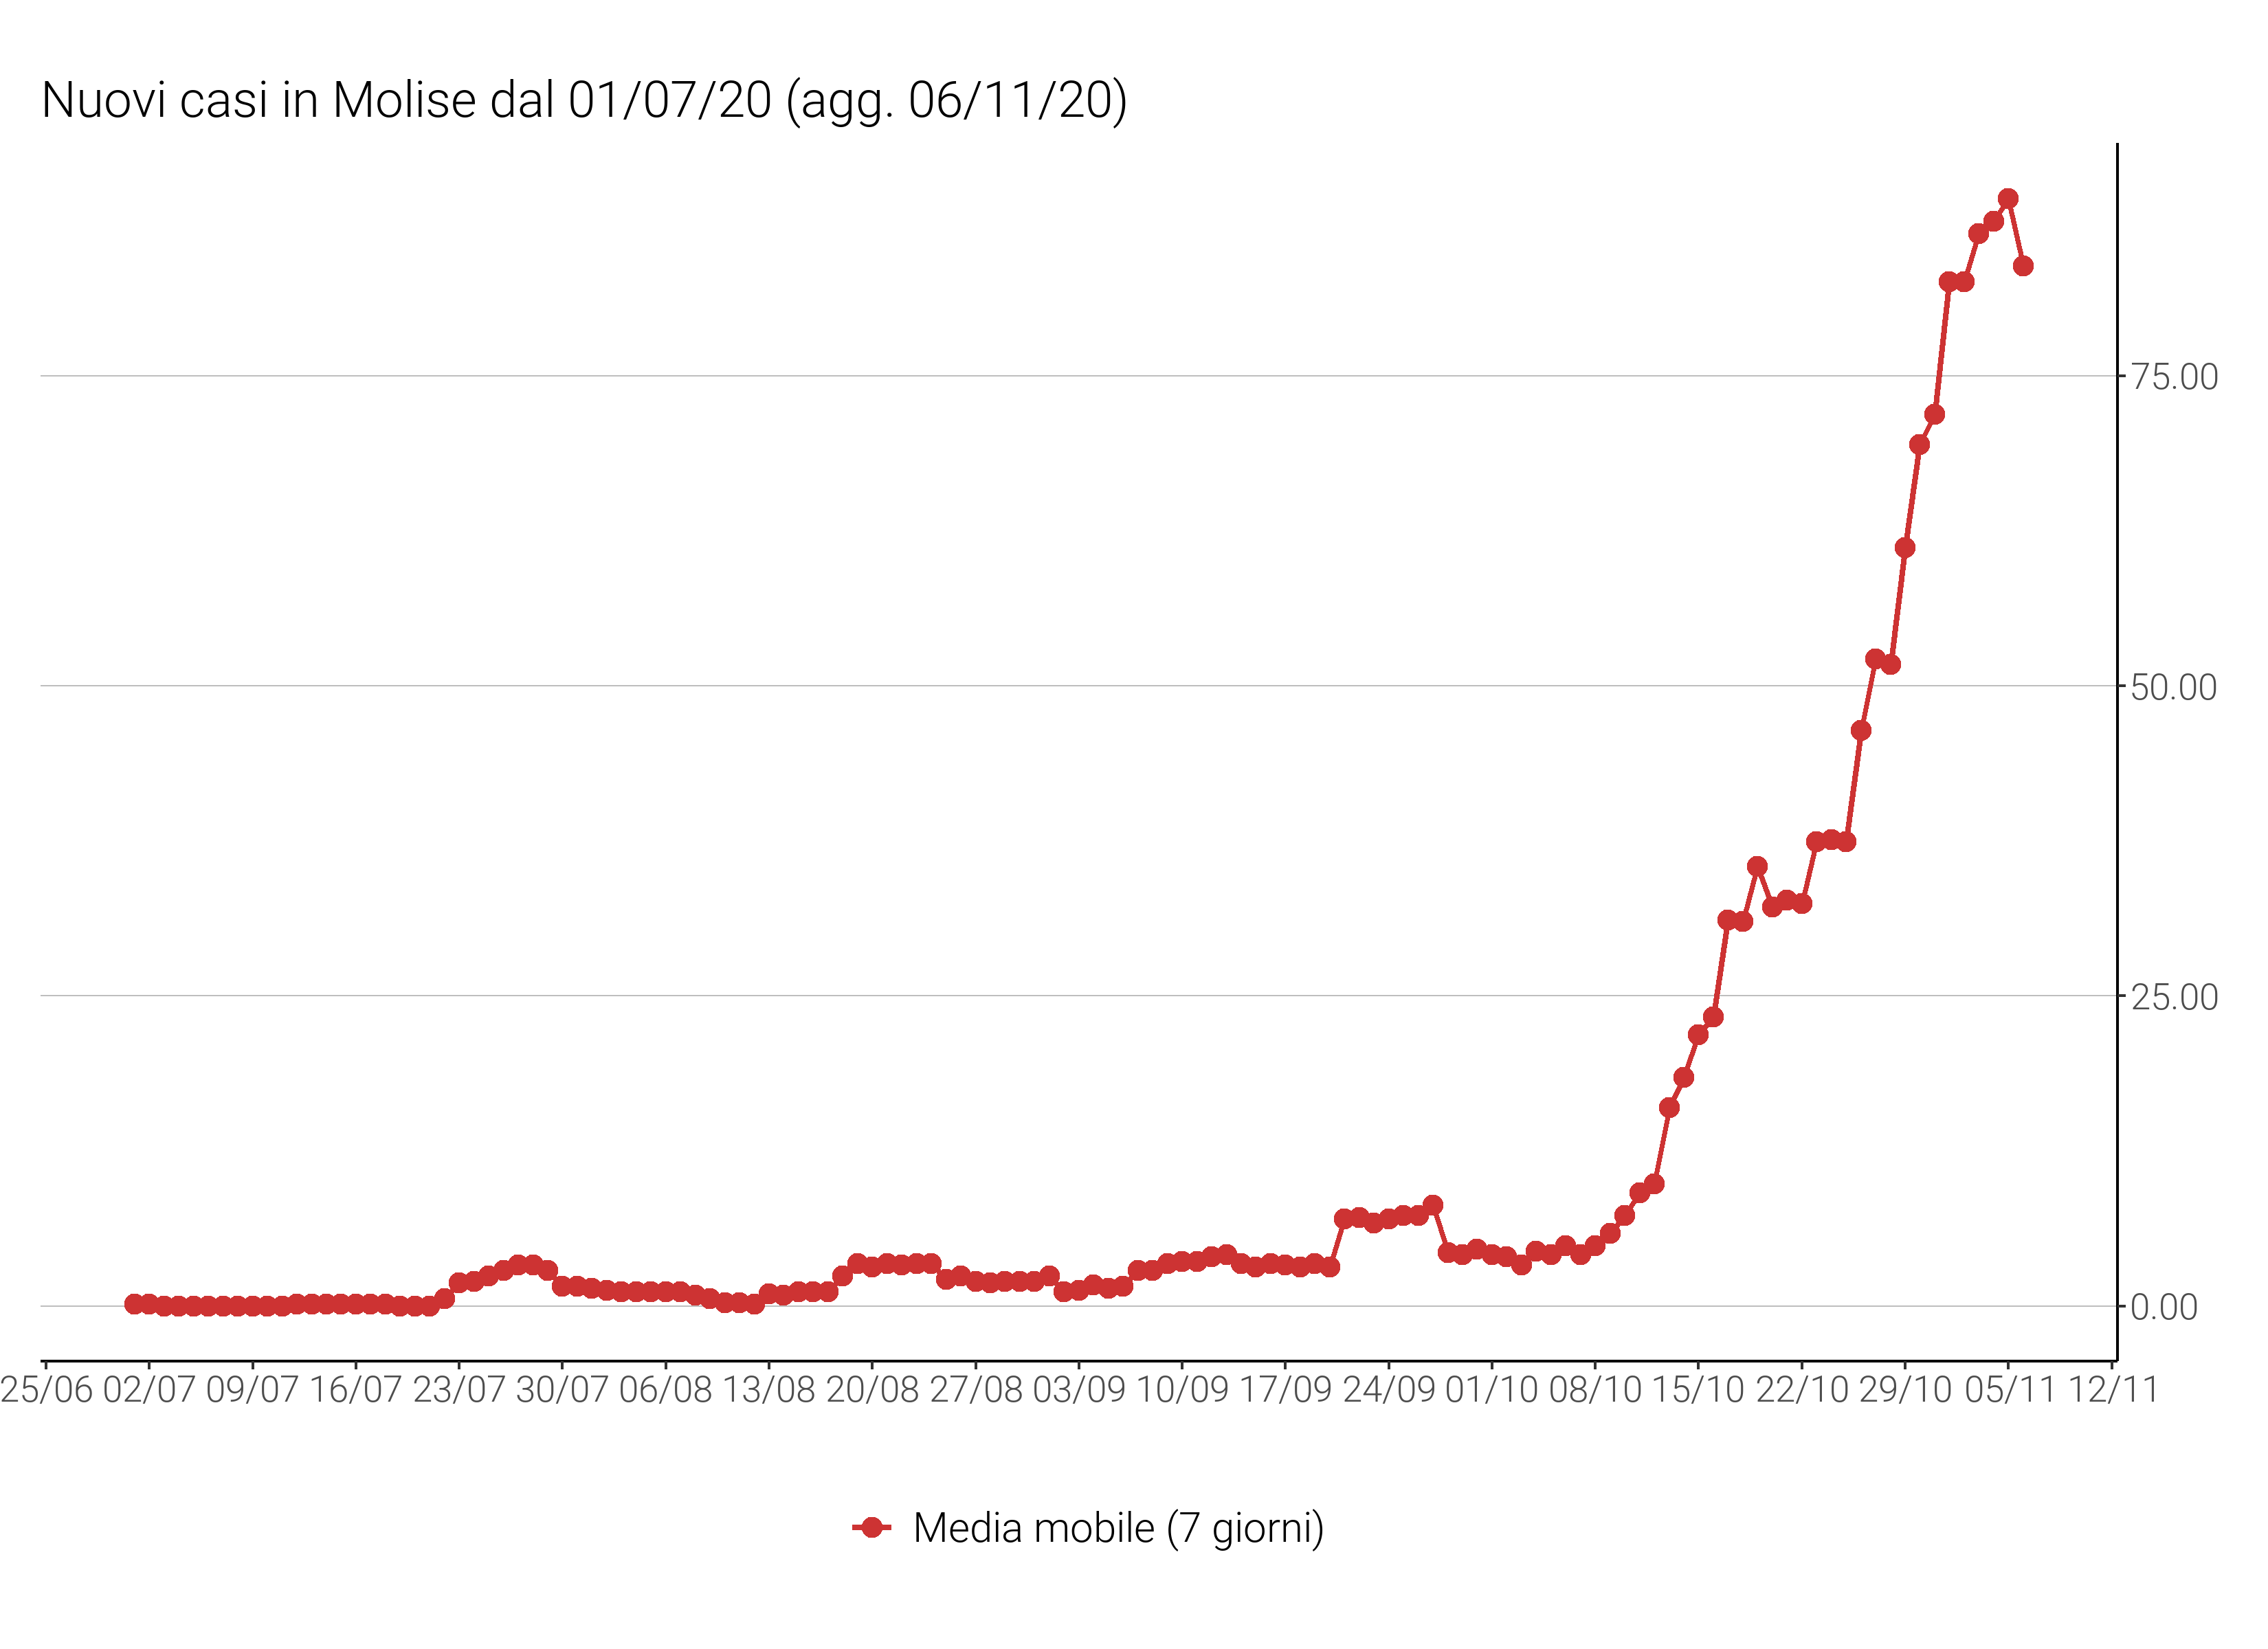 Nuovi casi in Molise dal 01/07/20 (agg. 06/11/20)
75.00
50.00
25.00
0.00
25/06 02/07 09/07 16/07 23/07 30/07 06/08 13/08 20/08 27/08 03/09 10/09 17/09 24/09 01/10 08/10 15/10 22/10 29/10 05/11 12/11
Media mobile (7 giorni)